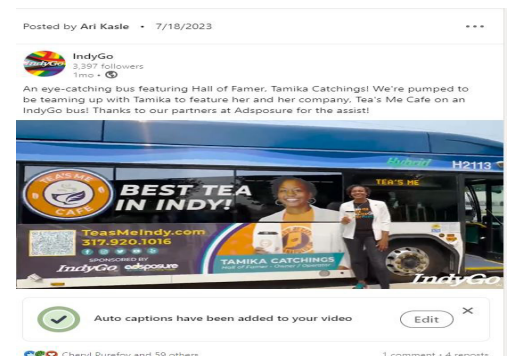 Posted by Ari Kasle • 7/18/2023
IndyGo
3,397 followers
1mo •
An eye-catching bus featuring Hall of Famer, Tamika Catchings! We're pumped to
be teaming up with Tamika to feature her and her company, Tea's Me Cafe on an
IndyGo bus! Thanks to our partners at Adsposure for the assist!
Hybrid H2113
TEA'S ME
CAFE
BEST TEA
IN INDY!
TEA'S ME
TeasMeIndy.com
317.920.1016
SPONSORED BY
IndyGo adsposure
TAMIKA CATCHINGS
Hall of Famer • Owner / Operator
IndyGo
Auto captions have been added to your video
Edit
Cheryl Purefoy and 59 others
1 comment • 4 reposts